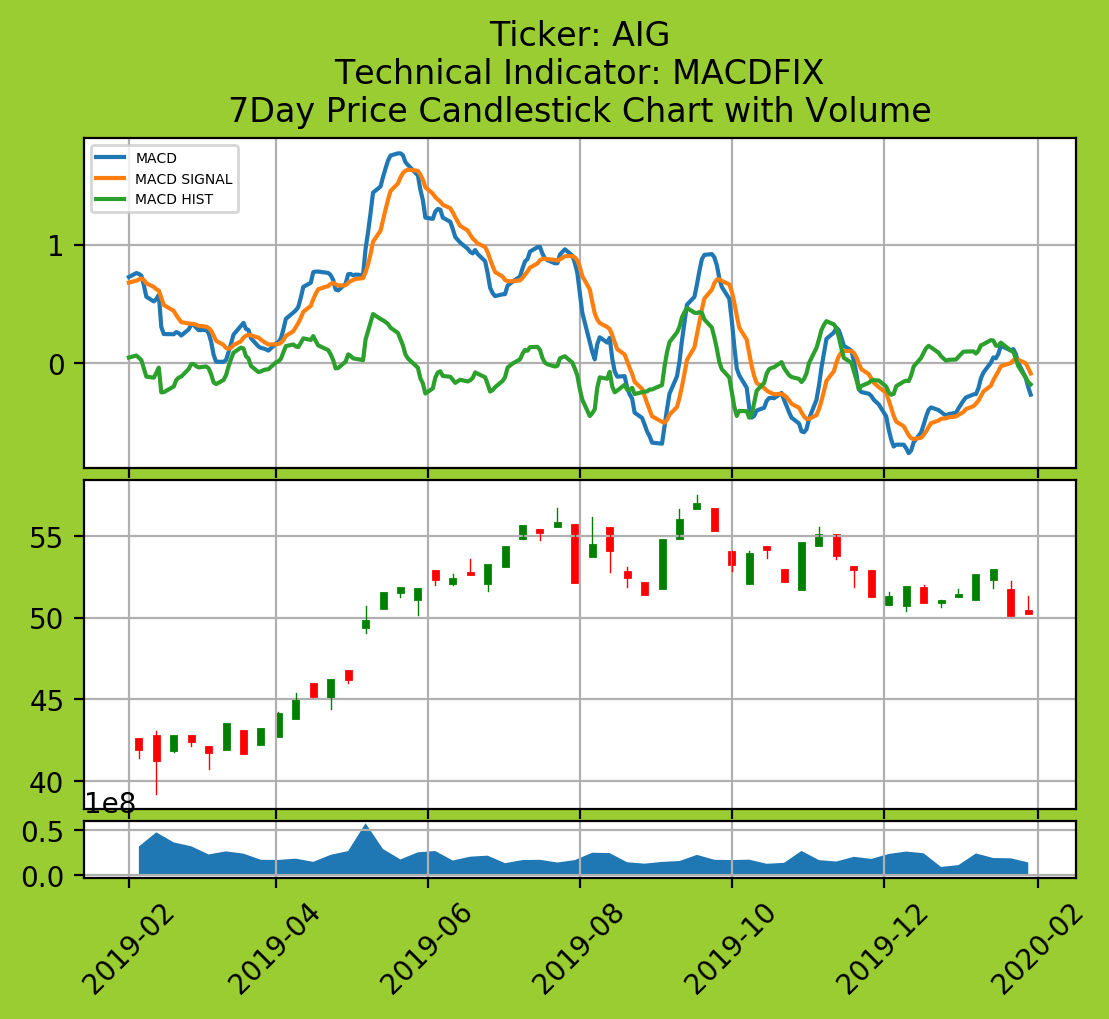 Ticker: AIG
Technical Indicator: MACDFIX
7Day Price Candlestick Chart with Volume
MACD
MACD SIGNAL
MACD HIST
1
0
55
50
45
40
1e8
0.5
0.0
2019-02
2019-04
2019-06
2019-08
2019-10
2019-12
2020-02